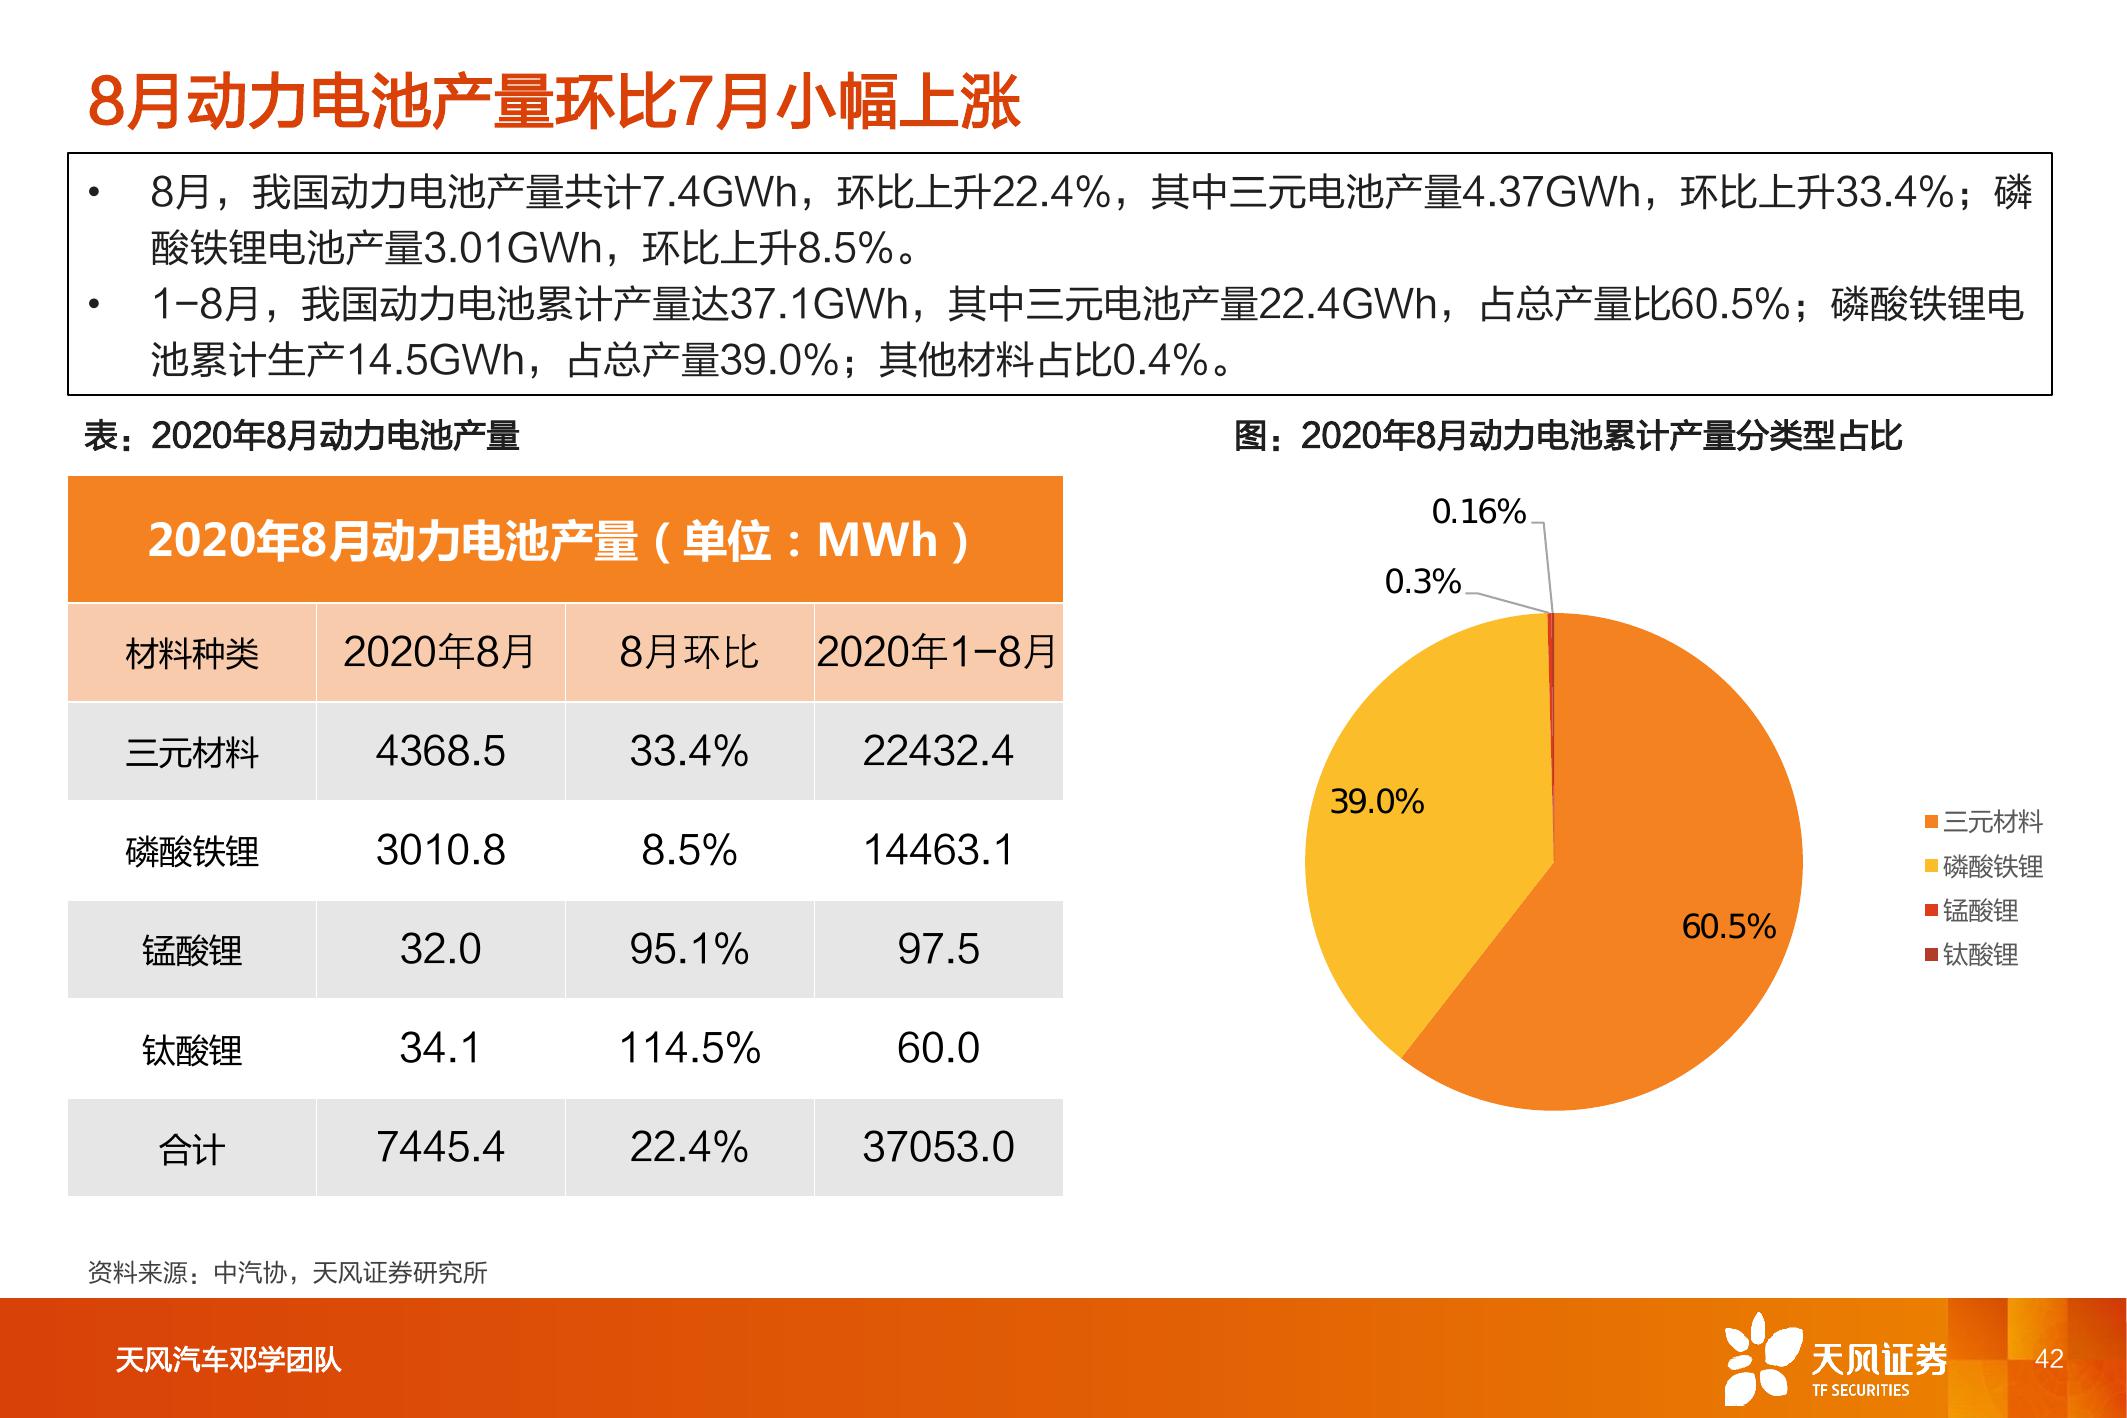 8月动力电池产量环比7月小幅上涨
• 8月，我国动力电池产量共计7.4GWh，环比上升22.4%，其中三元电池产量4.37GWh，环比上升33.4%；磷
酸铁锂电池产量3.01GWh，环比上升8.5%。
• 1-8月，我国动力电池累计产量达37.1GWh，其中三元电池产量22.4GWh，占总产量比60.5%；磷酸铁锂电
池累计生产14.5GWh，占总产量39.0%；其他材料占比0.4%。
表：2020年8月动力电池产量
2020年8月动力电池产量（单位：MWh）
材料种类 2020年8月 8月环比 2020年1-8月
三元材料 4368.5 33.4% 22432.4
磷酸铁锂 3010.8 8.5% 14463.1
锰酸锂 32.0 95.1% 97.5
钛酸锂 34.1 114.5% 60.0
合计 7445.4 22.4% 37053.0
图：2020年8月动力电池累计产量分类型占比
0.16%
0.3%
39.0%
60.5%
三元材料
磷酸铁锂
锰酸锂
钛酸锂
资料来源：中汽协，天风证券研究所
天风汽车邓学团队
天风证券
TF SECURITIES
42